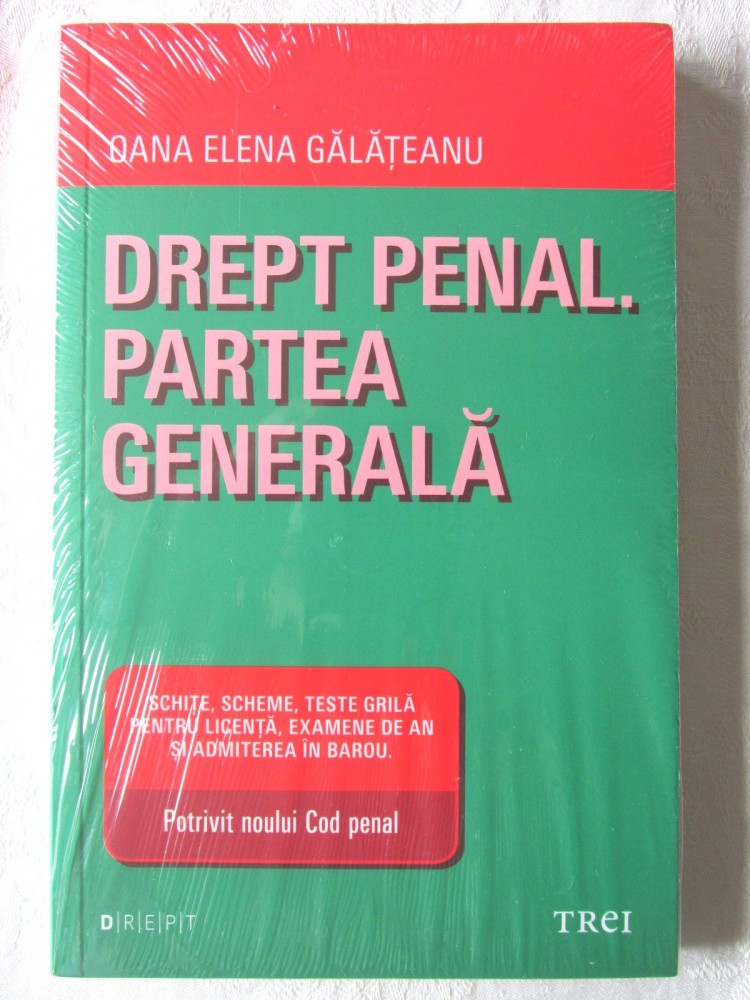 OANA ELENA GĂLĂȚEANU
DREPT PENAL.
PARTEA
GENERALĂ
SCHIȚE, SCHEME, TESTE GRILĂ
PENTRU LICENȚĂ, EXAMENE DE AN
ȘI ADMITEREA ÎN BAROU.
Potrivit noului Cod penal
D|R|E|P|T
TREI